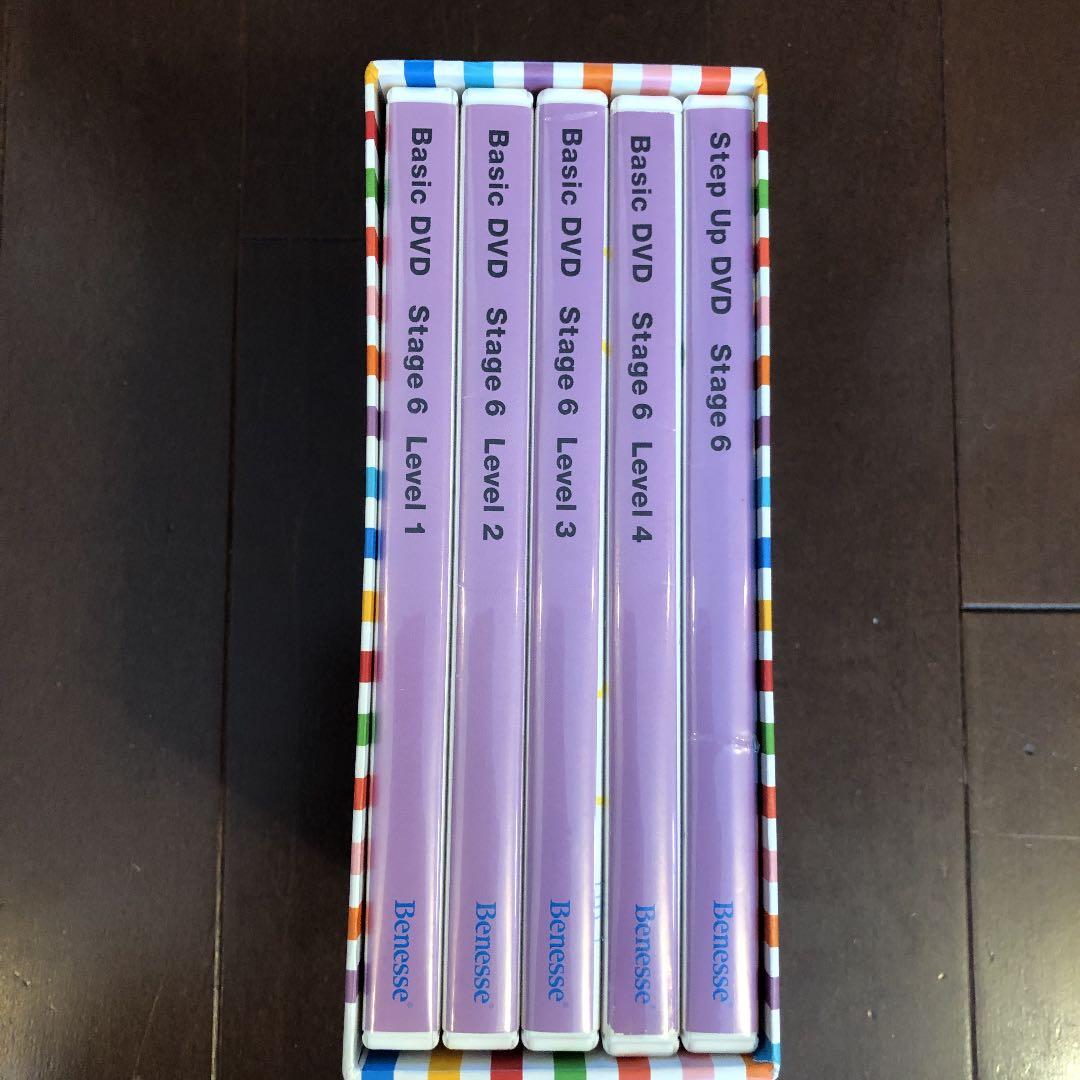 Basic DVD Stage 6 Level 1 Benesse
Basic DVD Stage 6 Level 2 Benesse
Basic DVD Stage 6 Level 3 Benesse
Basic DVD Stage 6 Level 4 Benesse
Step Up DVD Stage 6 Benesse